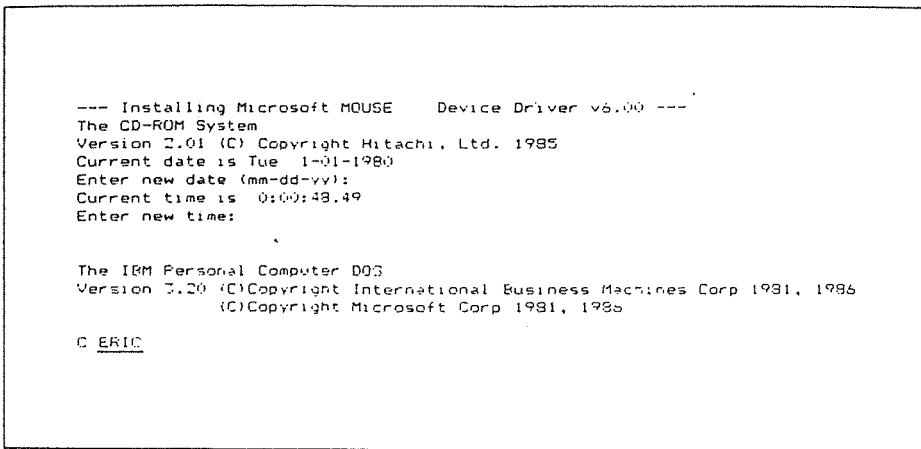 --- Installing Microsoft MOUSE    Device Driver v6.00 ---
The CD-ROM System
Version 2.01 (C) Copyright Hitachi, Ltd. 1985
Current date is Tue  1-01-1980
Enter new date (mm-dd-yy):
Current time is  0:00:48.49
Enter new time:
The IBM Personal Computer DOS
Version 3.20 (C)Copyright International Business Machines Corp 1981, 1986
(C)Copyright Microsoft Corp 1981, 1986
C ERIC